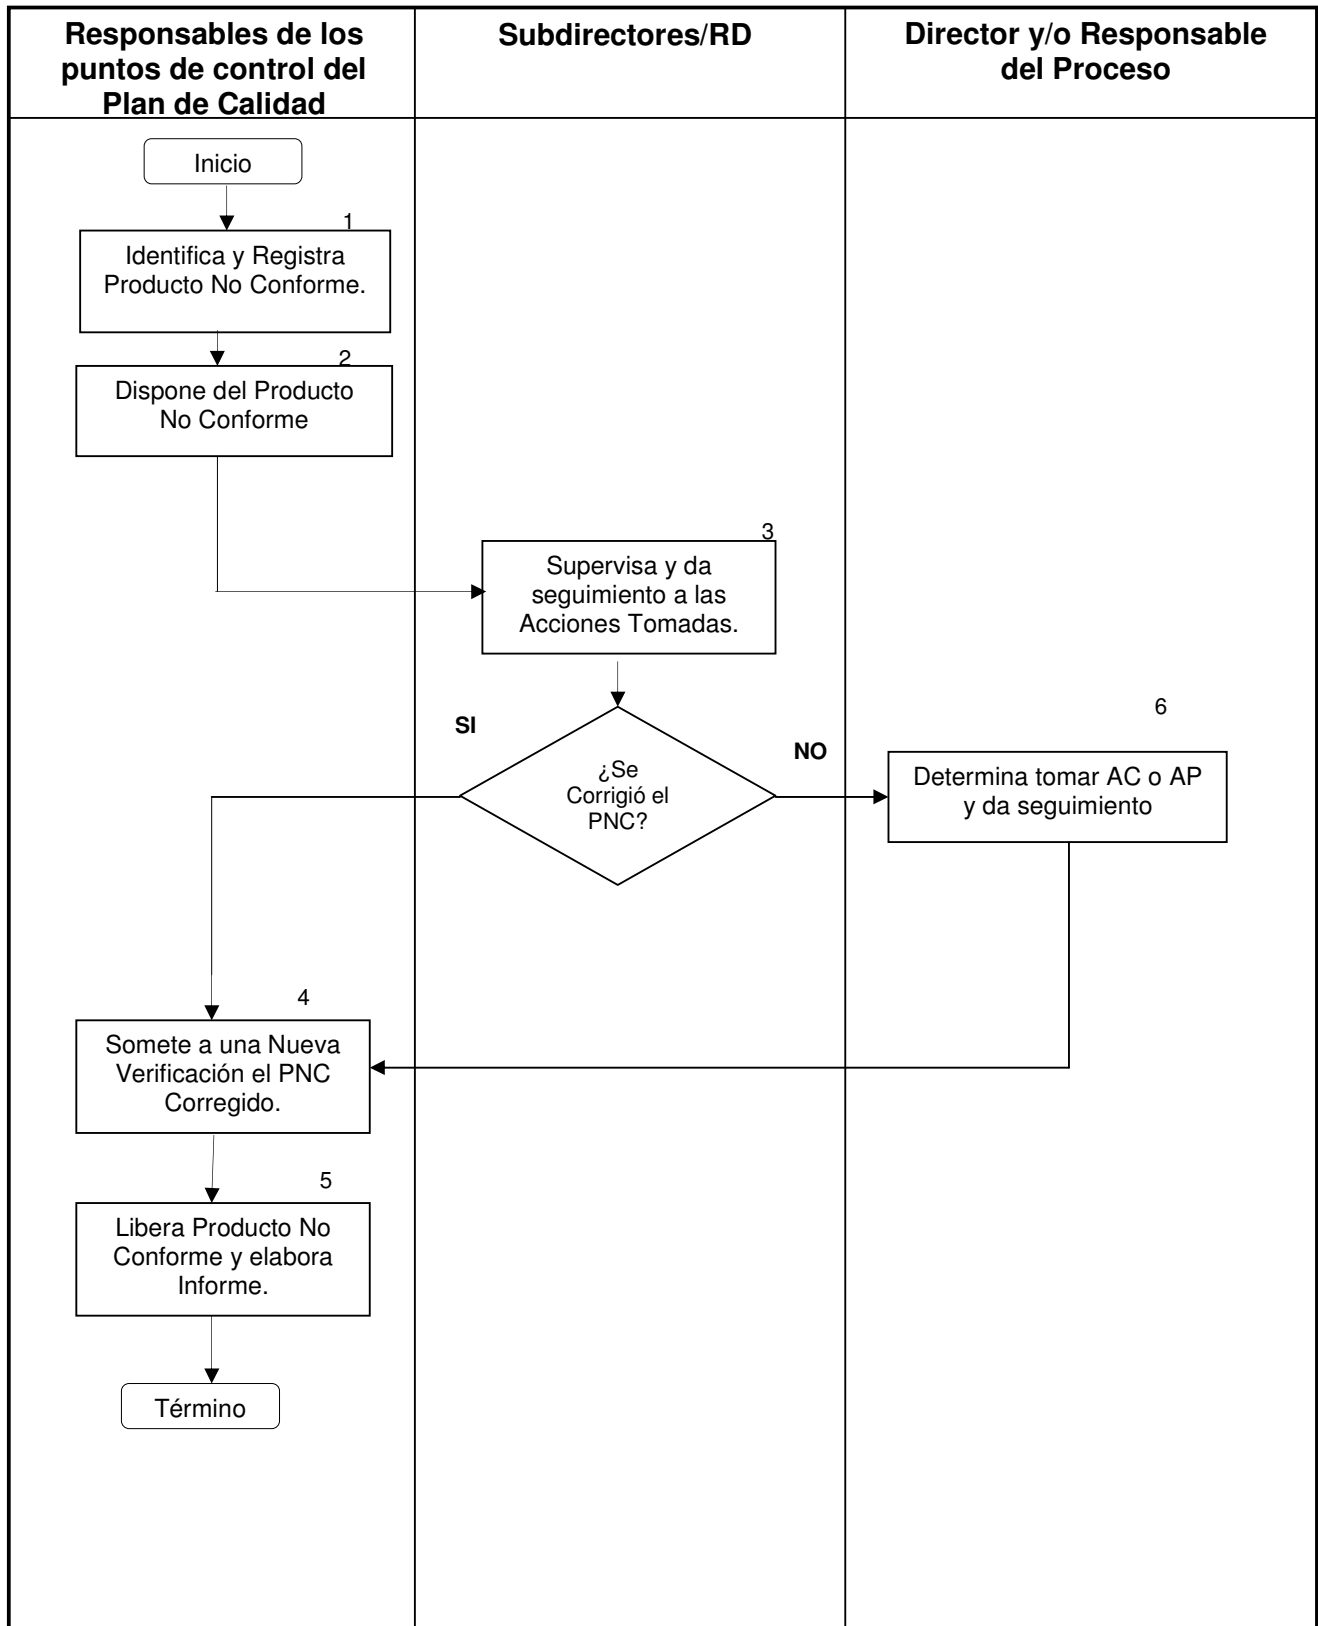 Responsables de los
puntos de control del
Plan de Calidad
Subdirectores/RD
Director y/o Responsable
del Proceso
Inicio
1
Identifica y Registra
Producto No Conforme.
2
Dispone del Producto
No Conforme
3
Supervisa y da
seguimiento a las
Acciones Tomadas.
SI
¿Se
Corrigió el
PNC?
NO
6
Determina tomar AC o AP
y da seguimiento
4
Somete a una Nueva
Verificación el PNC
Corregido.
5
Libera Producto No
Conforme y elabora
Informe.
Término